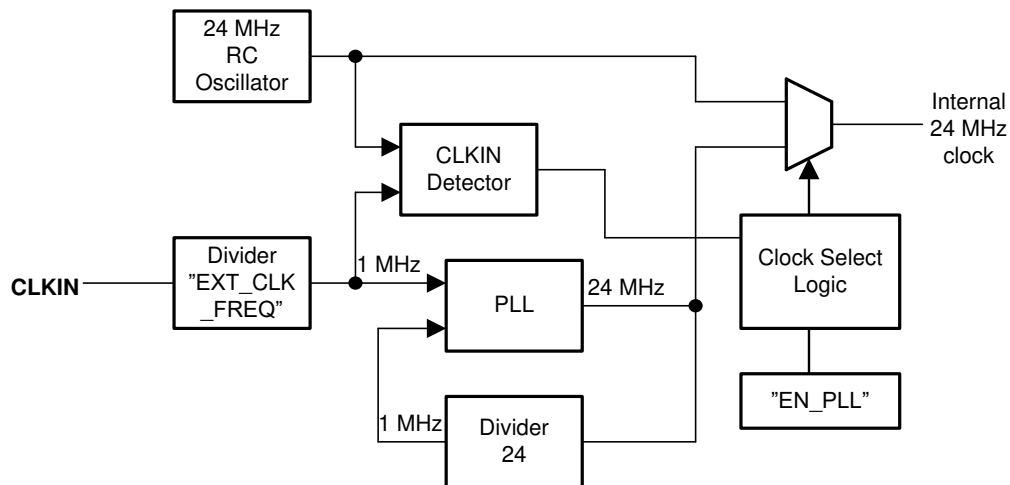 24 MHz
RC
Oscillator
CLKIN
Detector
Internal
24 MHz
clock
CLKIN
Divider
”EXT_CLK
_FREQ”
1 MHz
PLL
24 MHz
Clock Select
Logic
1 MHz
Divider
24
”EN_PLL”